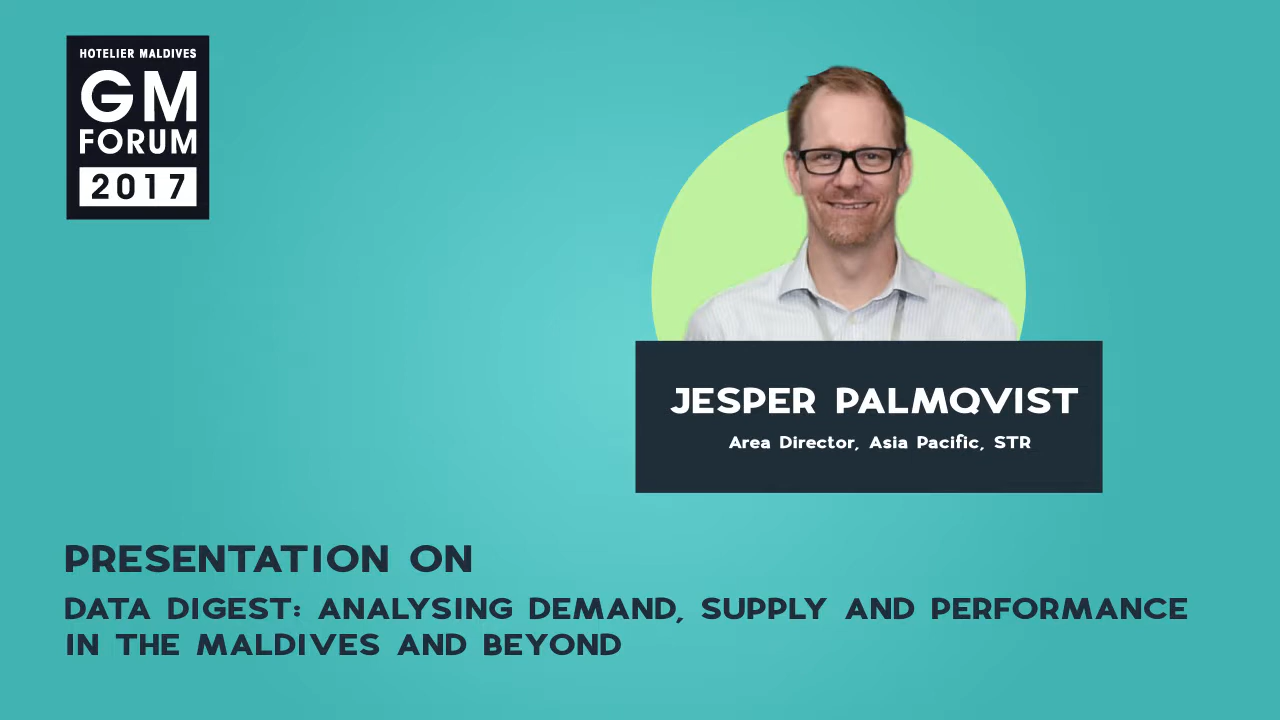 HOTELIER MALDIVES
GM
FORUM
2017
JESPER PALMQVIST
Area Director, Asia Pacific, STR
PRESENTATION ON
DATA DIGEST: ANALYSING DEMAND, SUPPLY AND PERFORMANCE
IN THE MALDIVES AND BEYOND